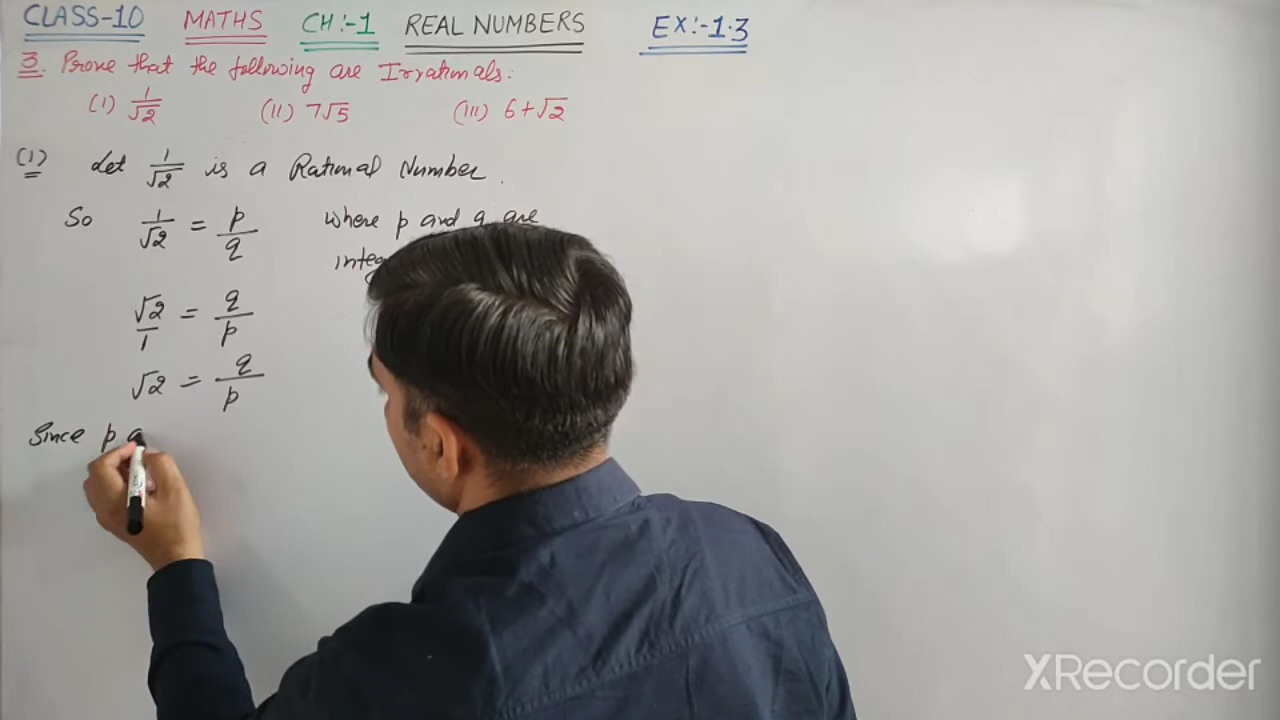 CLASS-10 MATHS CH:-1 REAL NUMBERS EX:-1.3
3. Prove that the following are Irrationals:
(I) 1/√2 (II) 7√5 (III) 6+√2
(I) Let 1/√2 is a Rational Number.
So 1/√2 = p/q where p and q are
√2/1 = q/p
√2 = q/p
Since p
XRecorder